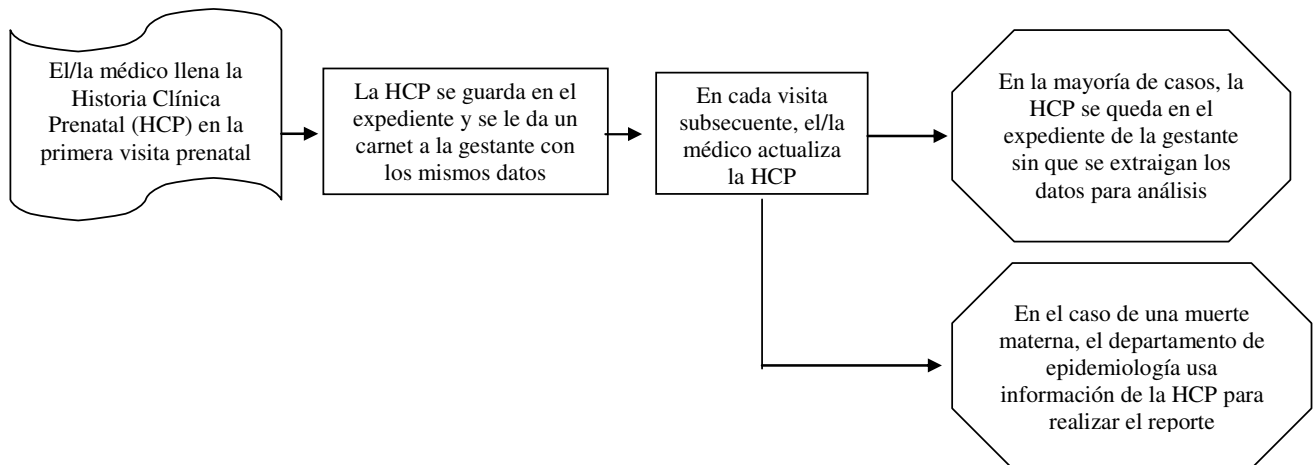 El/la médico llena la
Historia Clínica
Prenatal (HCP) en la
primera visita prenatal
La HCP se guarda en el
expediente y se le da un
carnet a la gestante con
los mismos datos
En cada visita
subsecuente, el/la
médico actualiza
la HCP
En la mayoría de casos, la
HCP se queda en el
expediente de la gestante
sin que se extraigan los
datos para análisis
En el caso de una muerte
materna, el departamento de
epidemiología usa
información de la HCP para
realizar el reporte